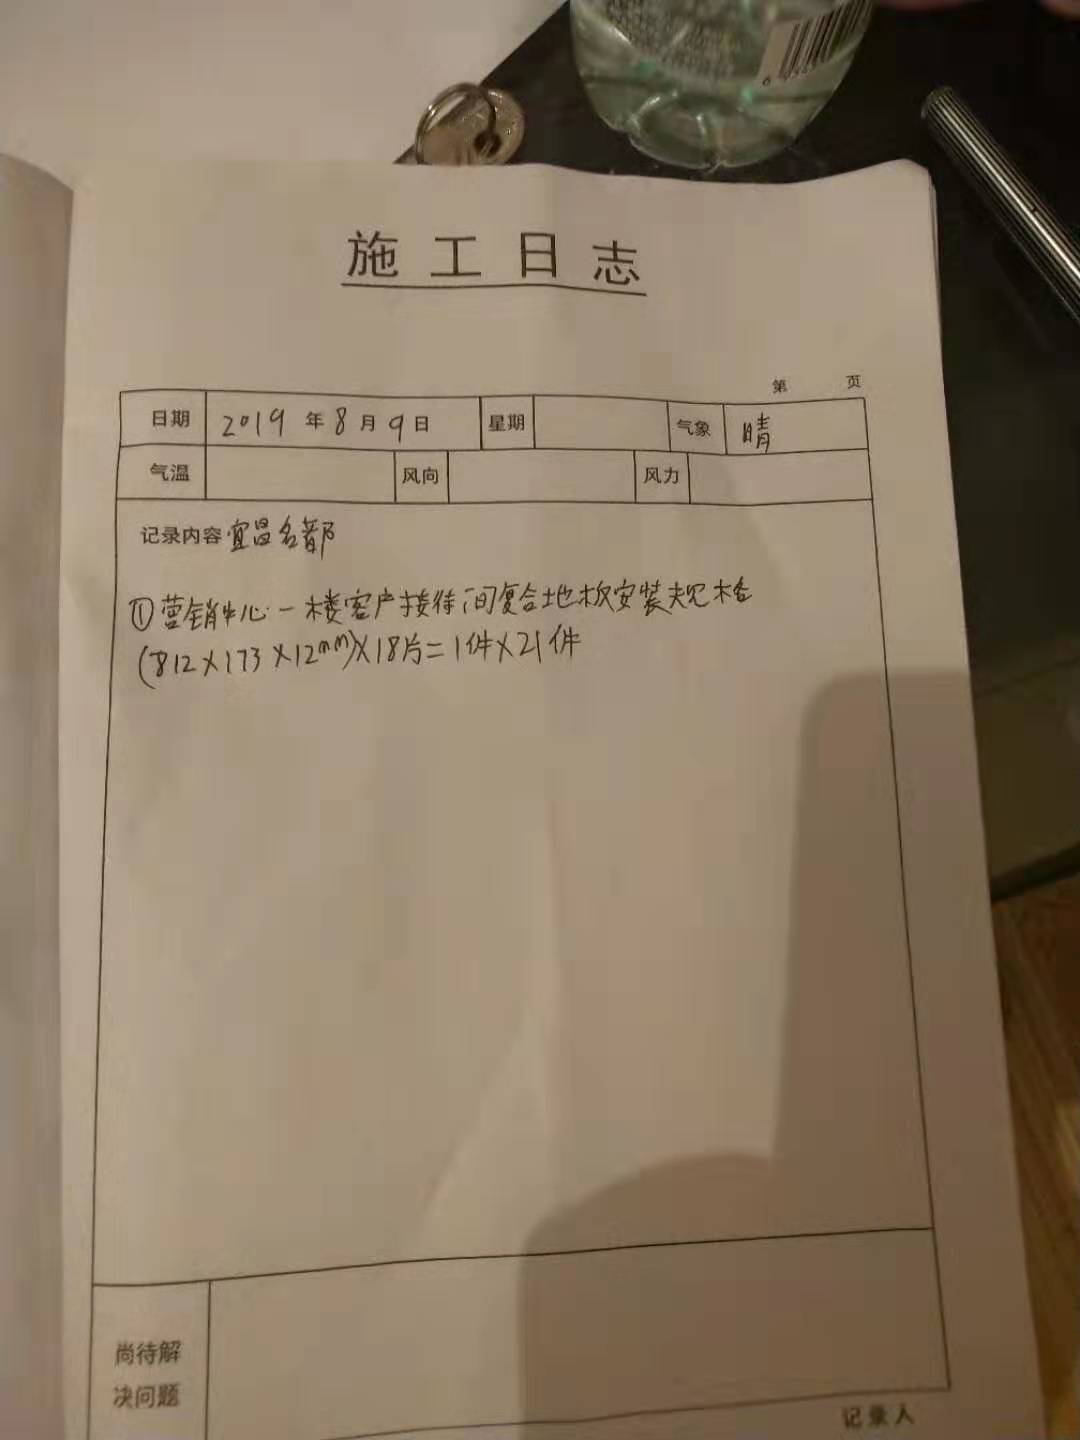 施工日志
第 页
日期 2019 年 8 月 9 日 星期 气象 晴
气温 风向 风力
记录内容 宜昌名都
①营销中心一楼客户接待间复合地板安装规格
(812×173×12mm)×18片=1件×21件
尚待解
决问题
记录人